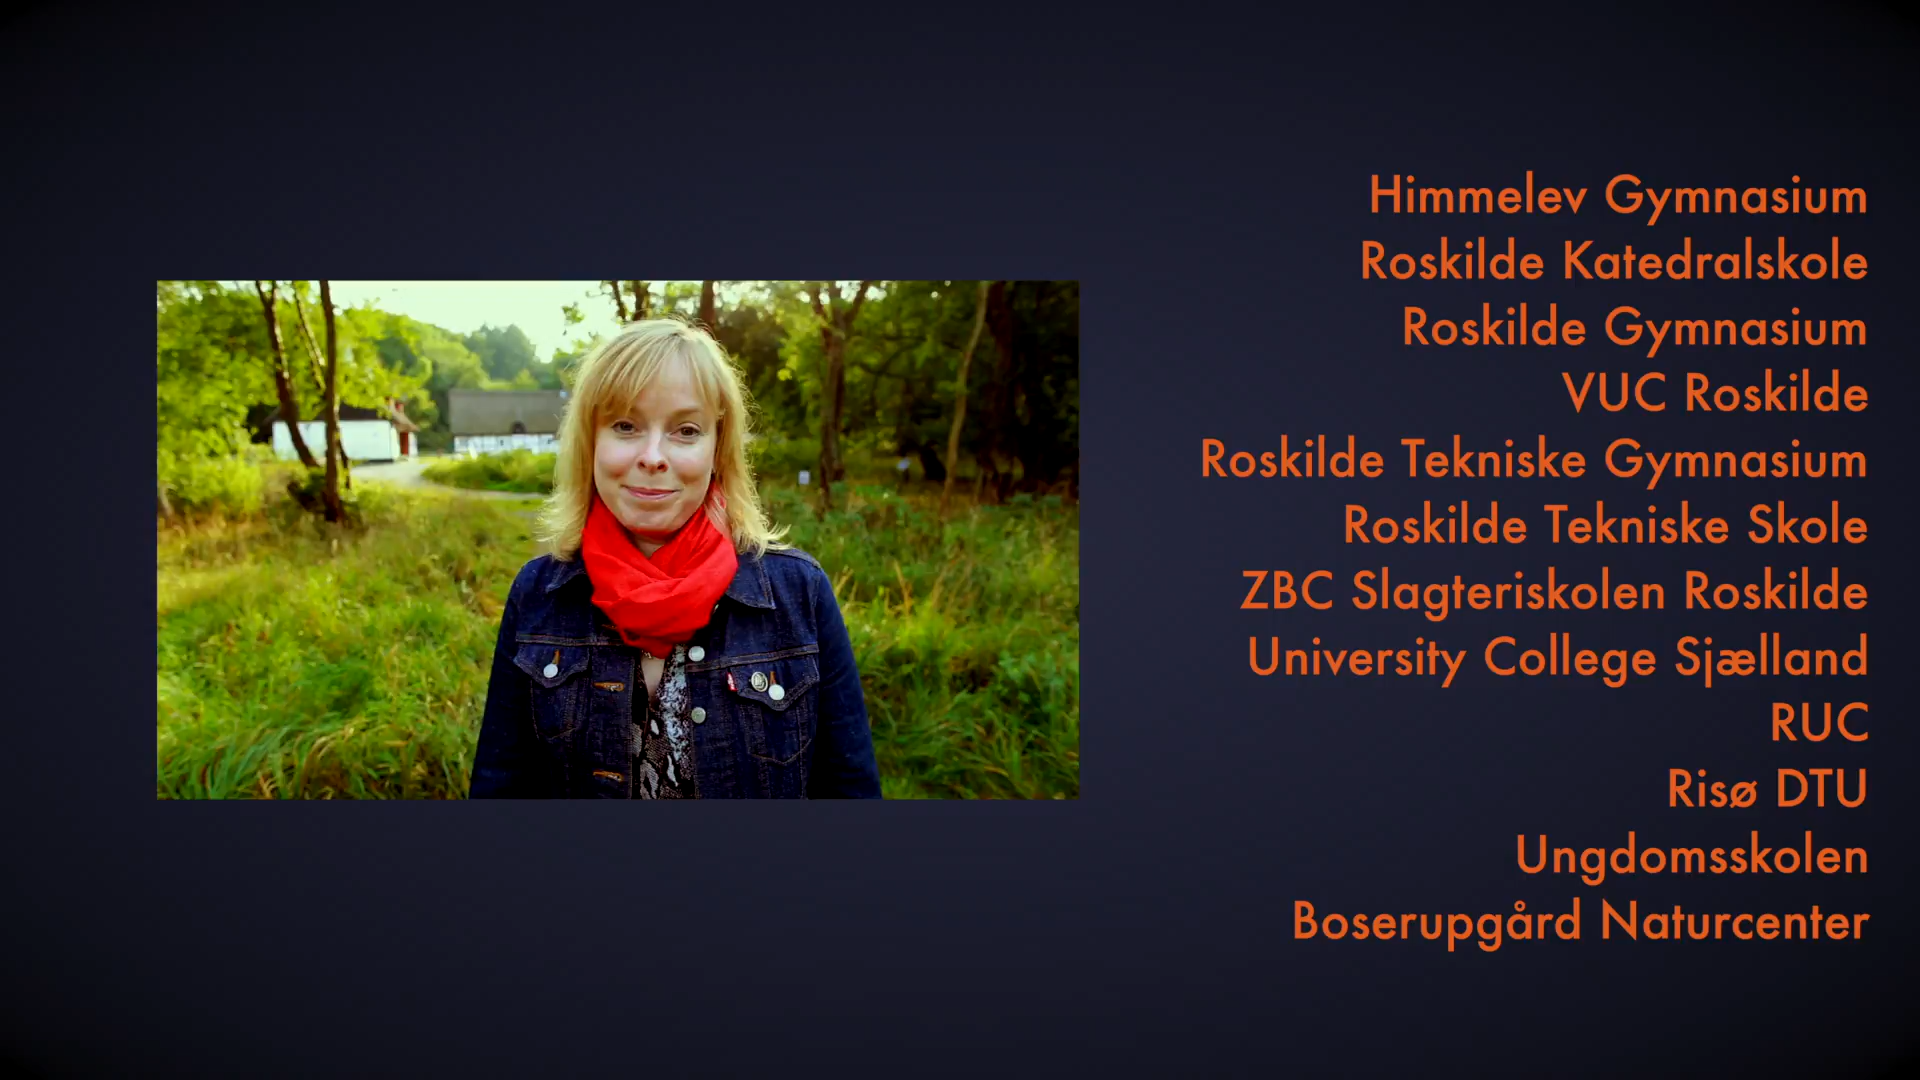 Himmelev Gymnasium
Roskilde Katedralskole
Roskilde Gymnasium
VUC Roskilde
Roskilde Tekniske Gymnasium
Roskilde Tekniske Skole
ZBC Slagteriskolen Roskilde
University College Sjælland
RUC
Risø DTU
Ungdomsskolen
Boserupgård Naturcenter